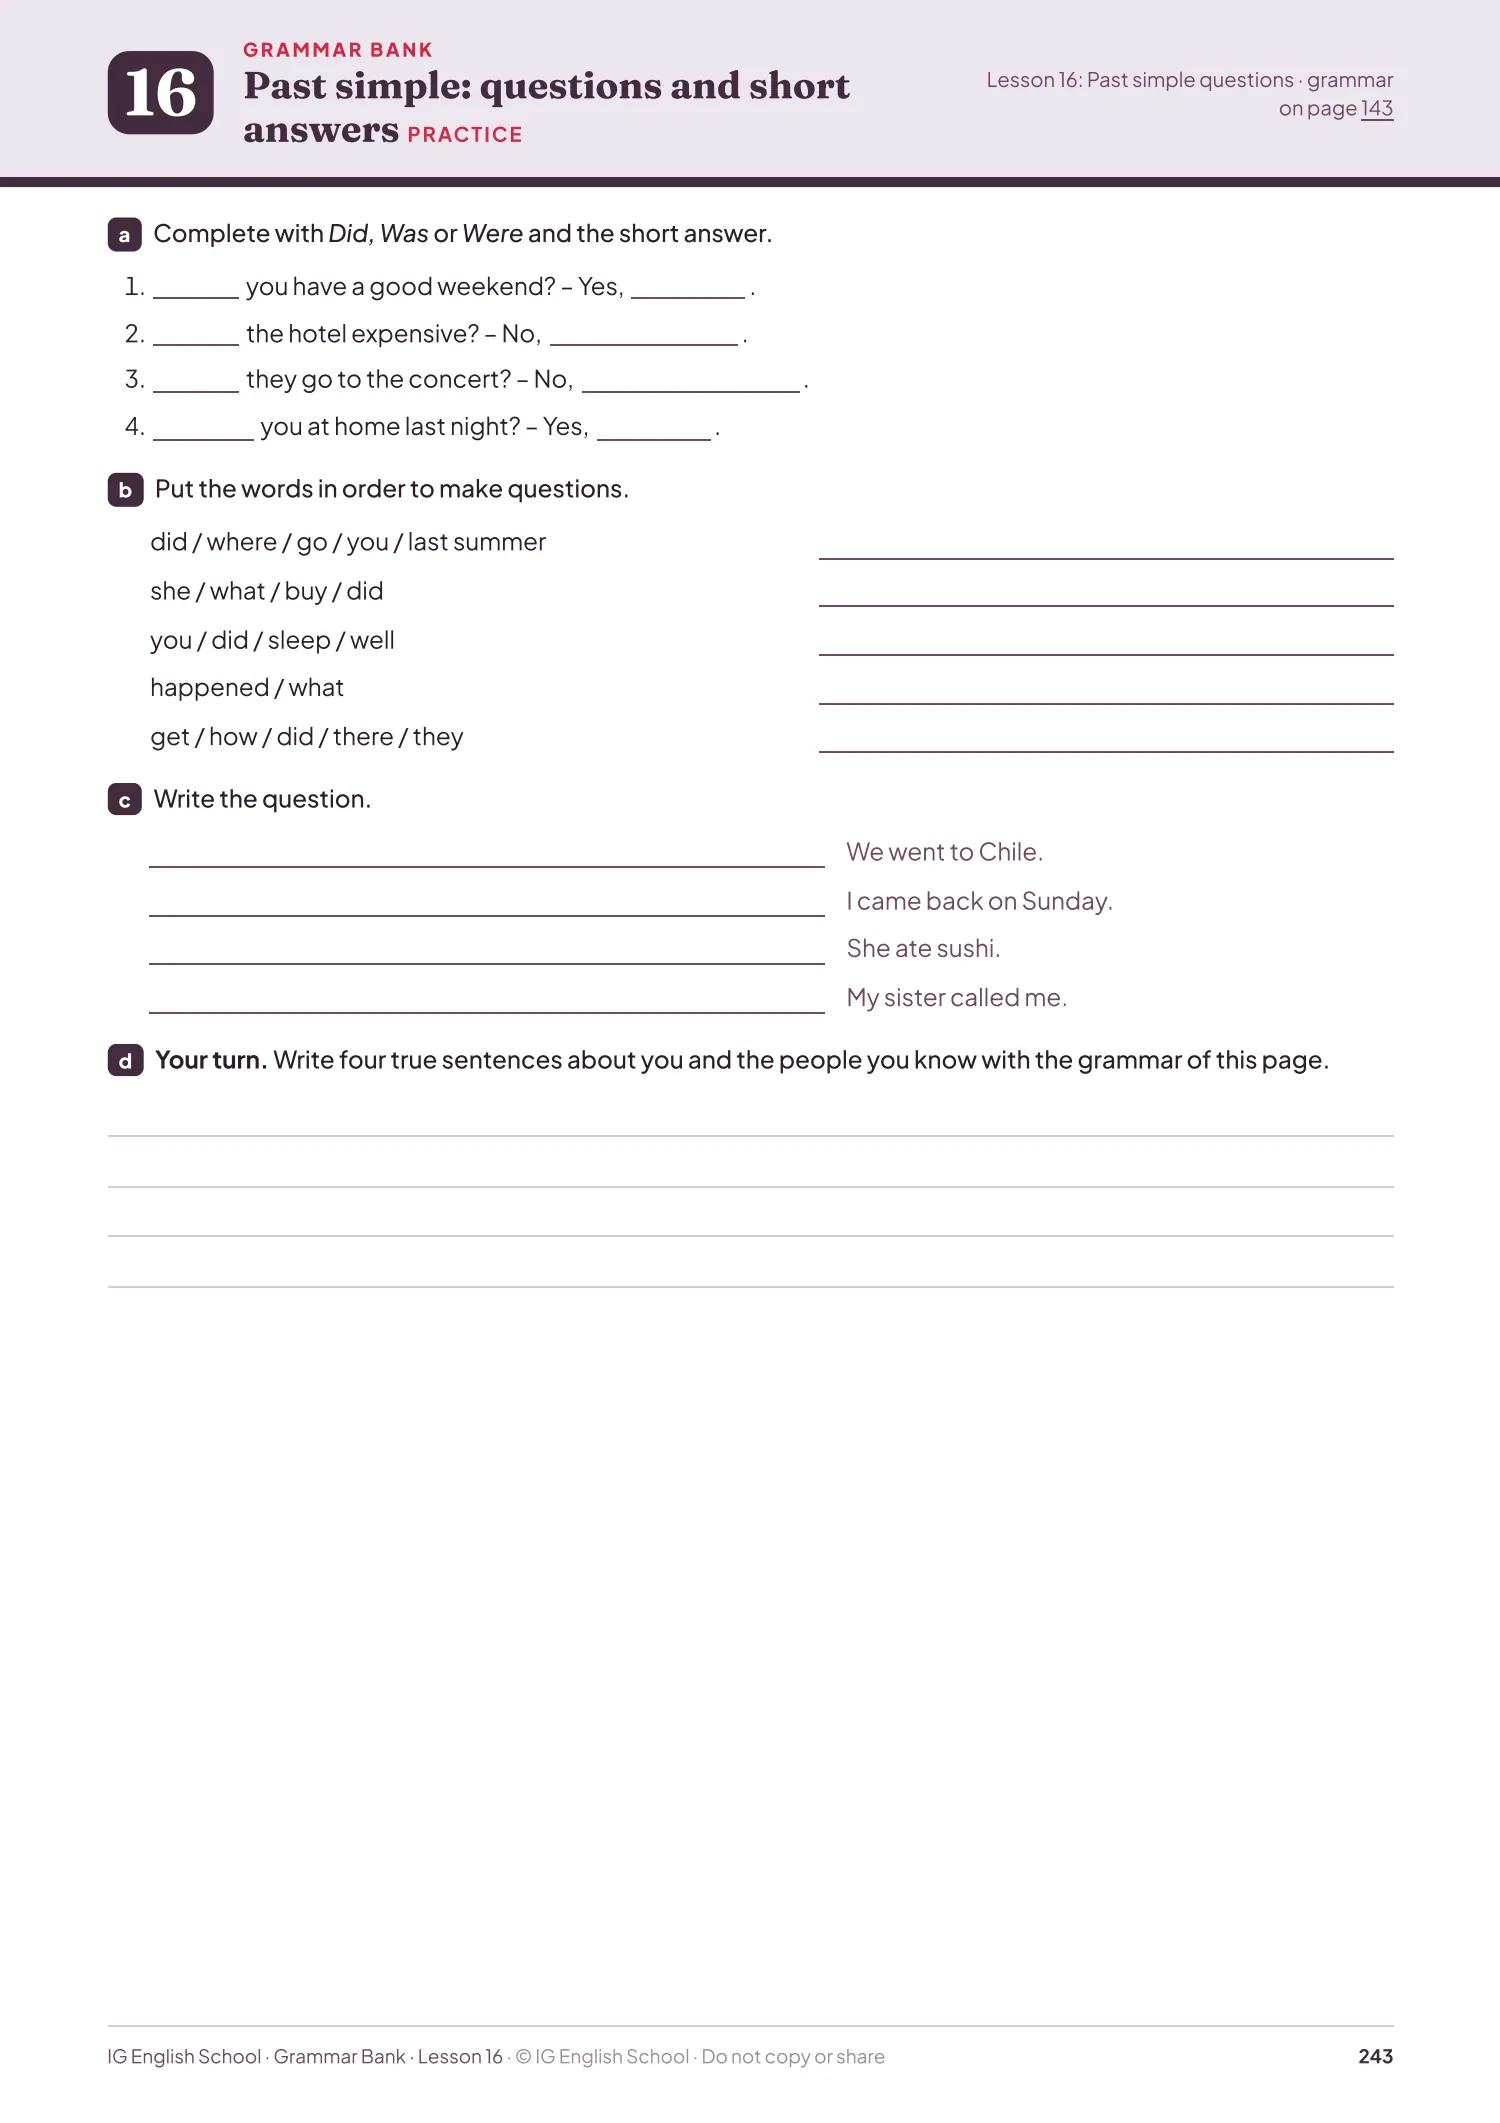 16
GRAMMAR BANK
Past simple: questions and short
answers PRACTICE
Lesson 16: Past simple questions · grammar
on page 143
a Complete with Did, Was or Were and the short answer.
1. ______ you have a good weekend? – Yes, ________ .
2. ______ the hotel expensive? – No, _____________ .
3. ______ they go to the concert? – No, _______________ .
4. _______ you at home last night? – Yes, ________ .
b Put the words in order to make questions.
did / where / go / you / last summer
she / what / buy / did
you / did / sleep / well
happened / what
get / how / did / there / they
c Write the question.
We went to Chile.
I came back on Sunday.
She ate sushi.
My sister called me.
d Your turn. Write four true sentences about you and the people you know with the grammar of this page.
IG English School · Grammar Bank · Lesson 16 · © IG English School · Do not copy or share
243